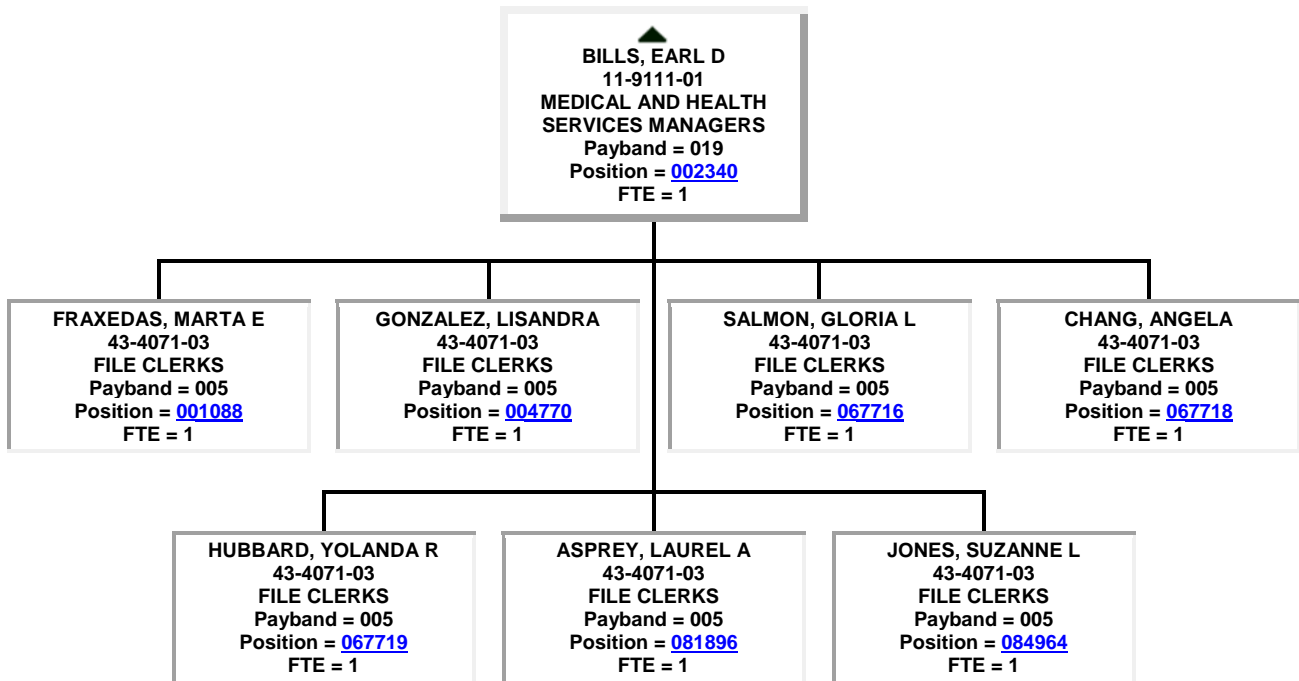 BILLS, EARL D
11-9111-01
MEDICAL AND HEALTH
SERVICES MANAGERS
Payband = 019
Position = 002340
FTE = 1
FRAXEDAS, MARTA E
43-4071-03
FILE CLERKS
Payband = 005
Position = 001088
FTE = 1
GONZALEZ, LISANDRA
43-4071-03
FILE CLERKS
Payband = 005
Position = 004770
FTE = 1
SALMON, GLORIA L
43-4071-03
FILE CLERKS
Payband = 005
Position = 067716
FTE = 1
CHANG, ANGELA
43-4071-03
FILE CLERKS
Payband = 005
Position = 067718
FTE = 1
HUBBARD, YOLANDA R
43-4071-03
FILE CLERKS
Payband = 005
Position = 067719
FTE = 1
ASPREY, LAUREL A
43-4071-03
FILE CLERKS
Payband = 005
Position = 081896
FTE = 1
JONES, SUZANNE L
43-4071-03
FILE CLERKS
Payband = 005
Position = 084964
FTE = 1